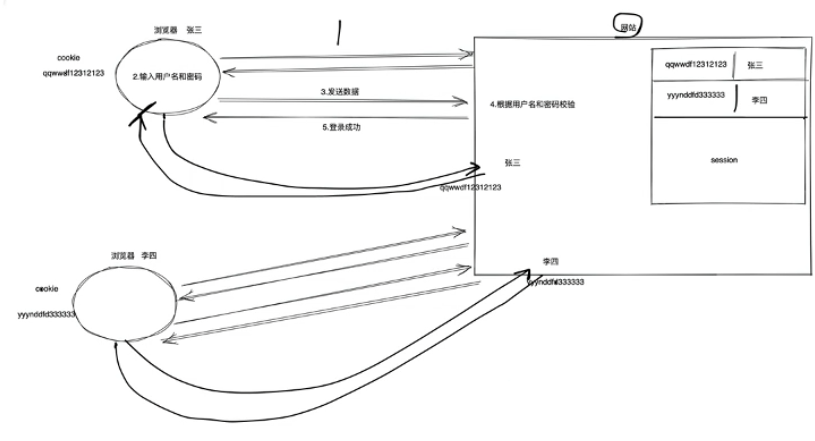 浏览器 张三
网站
cookie
qqwwdf12312123
2.输入用户名和密码
3.发送数据
5.登录成功
4.根据用户名和密码校验
qqwwdf12312123 张三
yyynddfd333333 李四
session
张三
qqwwdf12312123
浏览器 李四
cookie
yyynddfd333333
李四
yyynddfd333333